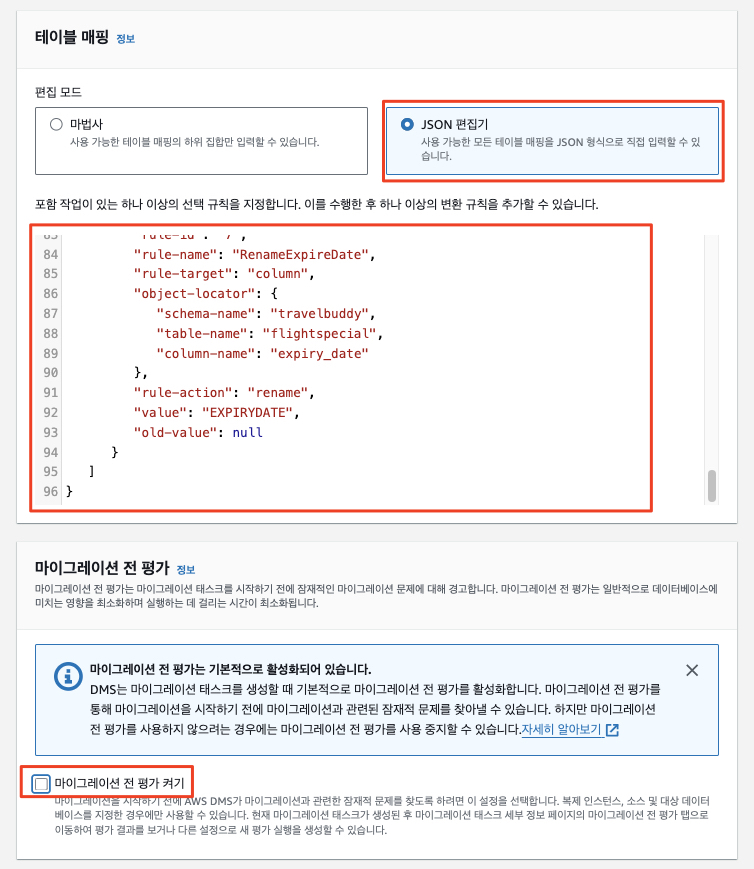 테이블 매핑 정보
편집 모드
마법사
사용 가능한 테이블 매핑의 하위 집합만 입력할 수 있습니다.
JSON 편집기
사용 가능한 모든 테이블 매핑을 JSON 형식으로 직접 입력할 수 있
습니다.
포함 작업이 있는 하나 이상의 선택 규칙을 지정합니다. 이를 수행한 후 하나 이상의 변환 규칙을 추가할 수 있습니다.
83 "rule-id": "7",
84 "rule-name": "RenameExpireDate",
85 "rule-target": "column",
86 "object-locator": {
87 "schema-name": "travelbuddy",
88 "table-name": "flightspecial",
89 "column-name": "expiry_date"
90 },
91 "rule-action": "rename",
92 "value": "EXPIRYDATE",
93 "old-value": null
94 }
95 ]
96 }
마이그레이션 전 평가 정보
마이그레이션 전 평가는 마이그레이션 태스크를 시작하기 전에 잠재적인 마이그레이션 문제에 대해 경고합니다. 마이그레이션 전 평가는 일반적으로 데이터베이스에
미치는 영향을 최소화하며 실행하는 데 걸리는 시간이 최소화됩니다.
마이그레이션 전 평가는 기본적으로 활성화되어 있습니다.
DMS는 마이그레이션 태스크를 생성할 때 기본적으로 마이그레이션 전 평가를 활성화합니다. 마이그레이션 전 평가를
통해 마이그레이션을 시작하기 전에 마이그레이션과 관련된 잠재적 문제를 찾아낼 수 있습니다. 하지만 마이그레이션
전 평가를 사용하지 않으려는 경우에는 마이그레이션 전 평가를 사용 중지할 수 있습니다.자세히 알아보기
마이그레이션 전 평가 켜기
마이그레이션을 시작하기 전에 AWS DMS가 마이그레이션과 관련한 잠재적 문제를 찾도록 하려면 이 설정을 선택합니다. 복제 인스턴스, 소스 및 대상 데이터
베이스를 지정한 경우에만 사용할 수 있습니다. 현재 마이그레이션 태스크가 생성된 후 마이그레이션 태스크 세부 정보 페이지의 마이그레이션 전 평가 탭으로
이동하여 평가 결과를 보거나 다른 설정으로 새 평가 실행을 생성할 수 있습니다.